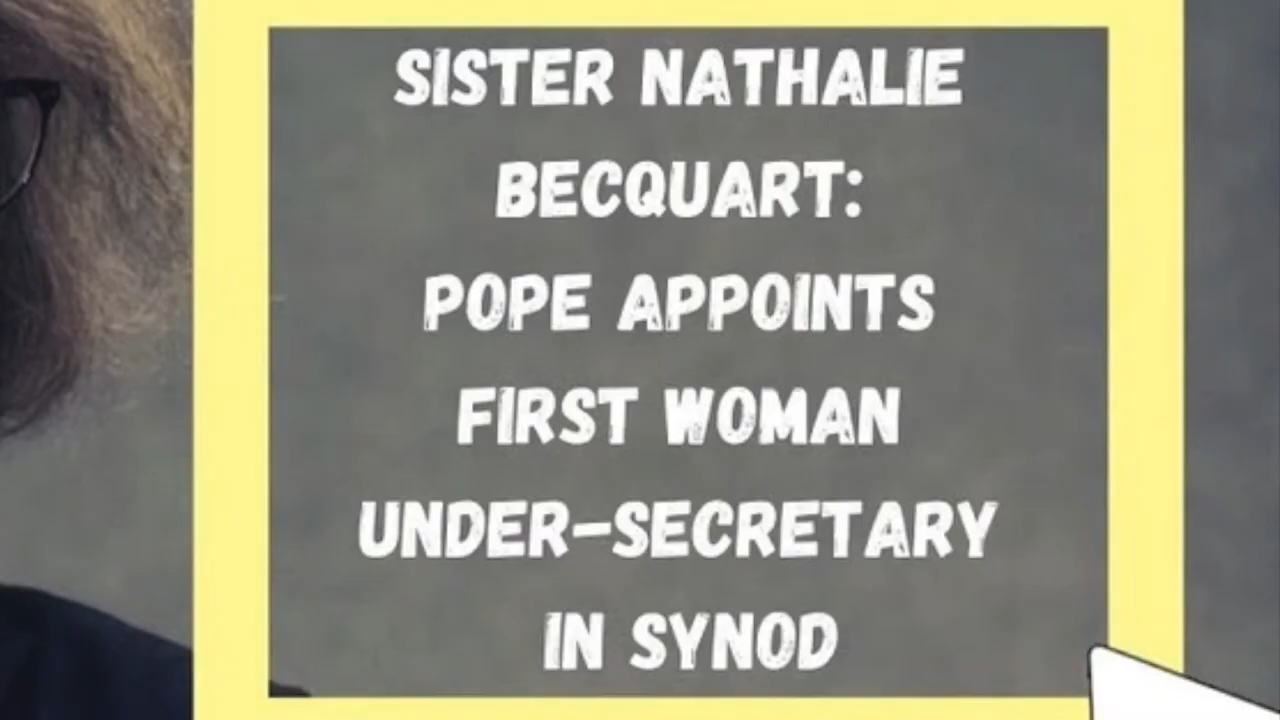 SISTER NATHALIE
BECQUART:
POPE APPOINTS
FIRST WOMAN
UNDER-SECRETARY
IN SYNOD